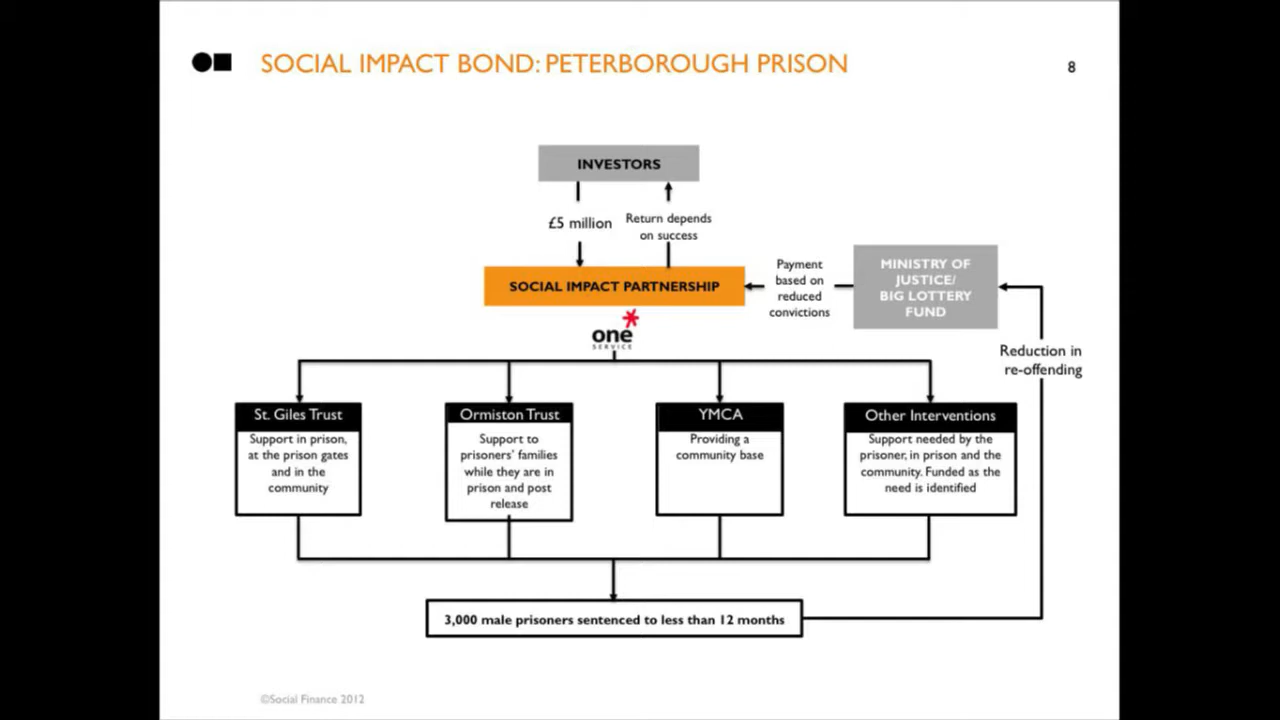 SOCIAL IMPACT BOND: PETERBOROUGH PRISON
8
INVESTORS
£5 million
Return depends
on success
SOCIAL IMPACT PARTNERSHIP
Payment
based on
reduced
convictions
MINISTRY OF
JUSTICE/
BIG LOTTERY
FUND
one
SERVICE
Reduction in
re-offending
St. Giles Trust
Support in prison,
at the prison gates
and in the
community
Ormiston Trust
Support to
prisoners' families
while they are in
prison and post
release
YMCA
Providing a
community base
Other Interventions
Support needed by the
prisoner, in prison and the
community. Funded as the
need is identified
3,000 male prisoners sentenced to less than 12 months
©Social Finance 2012